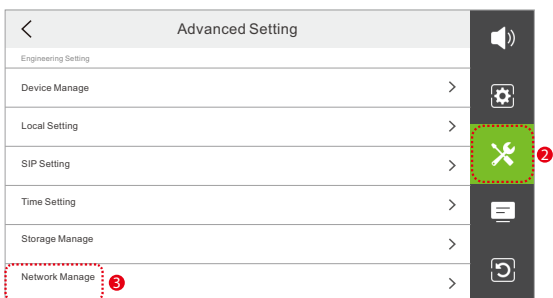 Advanced Setting
Engineering Setting
Device Manage
Local Setting
SIP Setting
2
Time Setting
Storage Manage
Network Manage
3